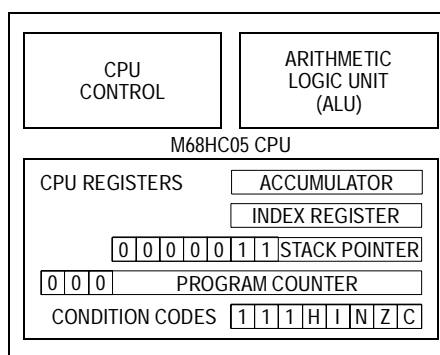 CPU
CONTROL
ARITHMETIC
LOGIC UNIT
(ALU)
M68HC05 CPU
CPU REGISTERS ACCUMULATOR
INDEX REGISTER
0 0 0 0 0 1 1 STACK POINTER
0 0 0 PROGRAM COUNTER
CONDITION CODES 1 1 1 H I N Z C